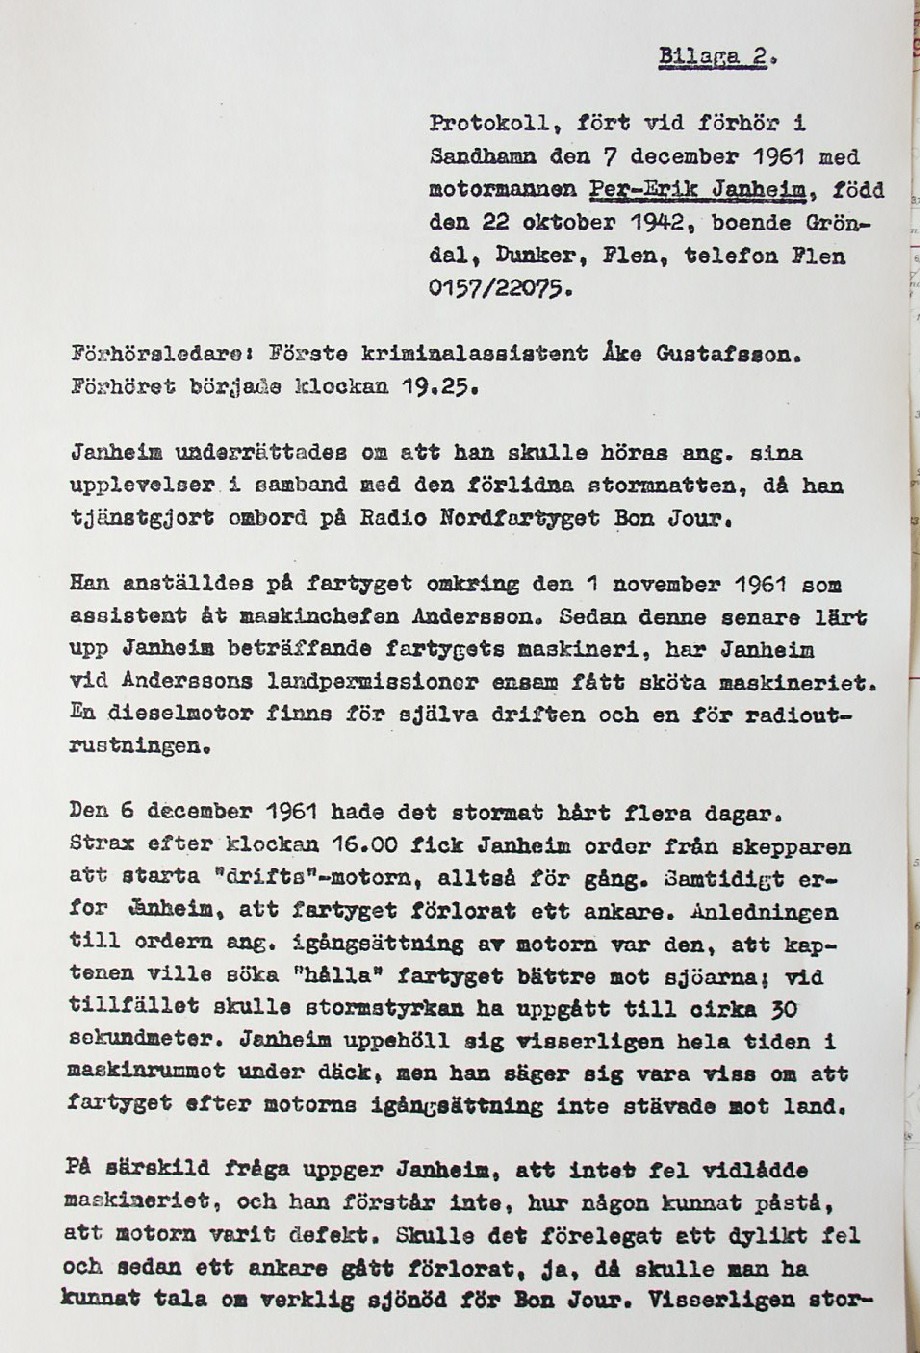 Bilaga 2.
Protokoll, fört vid förhör i
Sandhamn den 7 december 1961 med
motormannen Per-Erik Janheim, född
den 22 oktober 1942, boende Grön-
dal, Dunker, Flen, telefon Flen
0157/22075.
Förhörsledare: Förste kriminalassistent Åke Gustafsson.
Förhöret började klockan 19.25.
Janheim underrättades om att han skulle höras ang. sina
upplevelser i samband med den förlidna stormnatten, då han
tjänstgjort ombord på Radio Nordfartyget Bon Jour.
Han anställdes på fartyget omkring den 1 november 1961 som
assistent åt maskinchefen Andersson. Sedan denne senare lärt
upp Janheim beträffande fartygets maskineri, har Janheim
vid Anderssons landpermissioner ensam fått sköta maskineriet.
En dieselmotor finns för själva driften och en för radiout-
rustningen.
Den 6 december 1961 hade det stormat hårt flera dagar.
Strax efter klockan 16.00 fick Janheim order från skepparen
att starta "drifts"-motorn, alltså för gång. Samtidigt er-
for Janheim, att fartyget förlorat ett ankare. Anledningen
till ordern ang. igångsättning av motorn var den, att kap-
tenen ville söka "hålla" fartyget bättre mot sjöarna; vid
tillfället skulle stormstyrkan ha uppgått till cirka 30
sekundmeter. Janheim uppehöll sig visserligen hela tiden i
maskinrummet under däck, men han säger sig vara viss om att
fartyget efter motorns igångsättning inte stävade mot land.
På särskild fråga uppger Janheim, att intet fel vidlådde
maskineriet, och han förstår inte, hur någon kunnat påstå,
att motorn varit defekt. Skulle det förelegat ett dylikt fel
och sedan ett ankare gått förlorat, ja, då skulle man ha
kunnat tala om verklig sjönöd för Bon Jour. Visserligen stor-